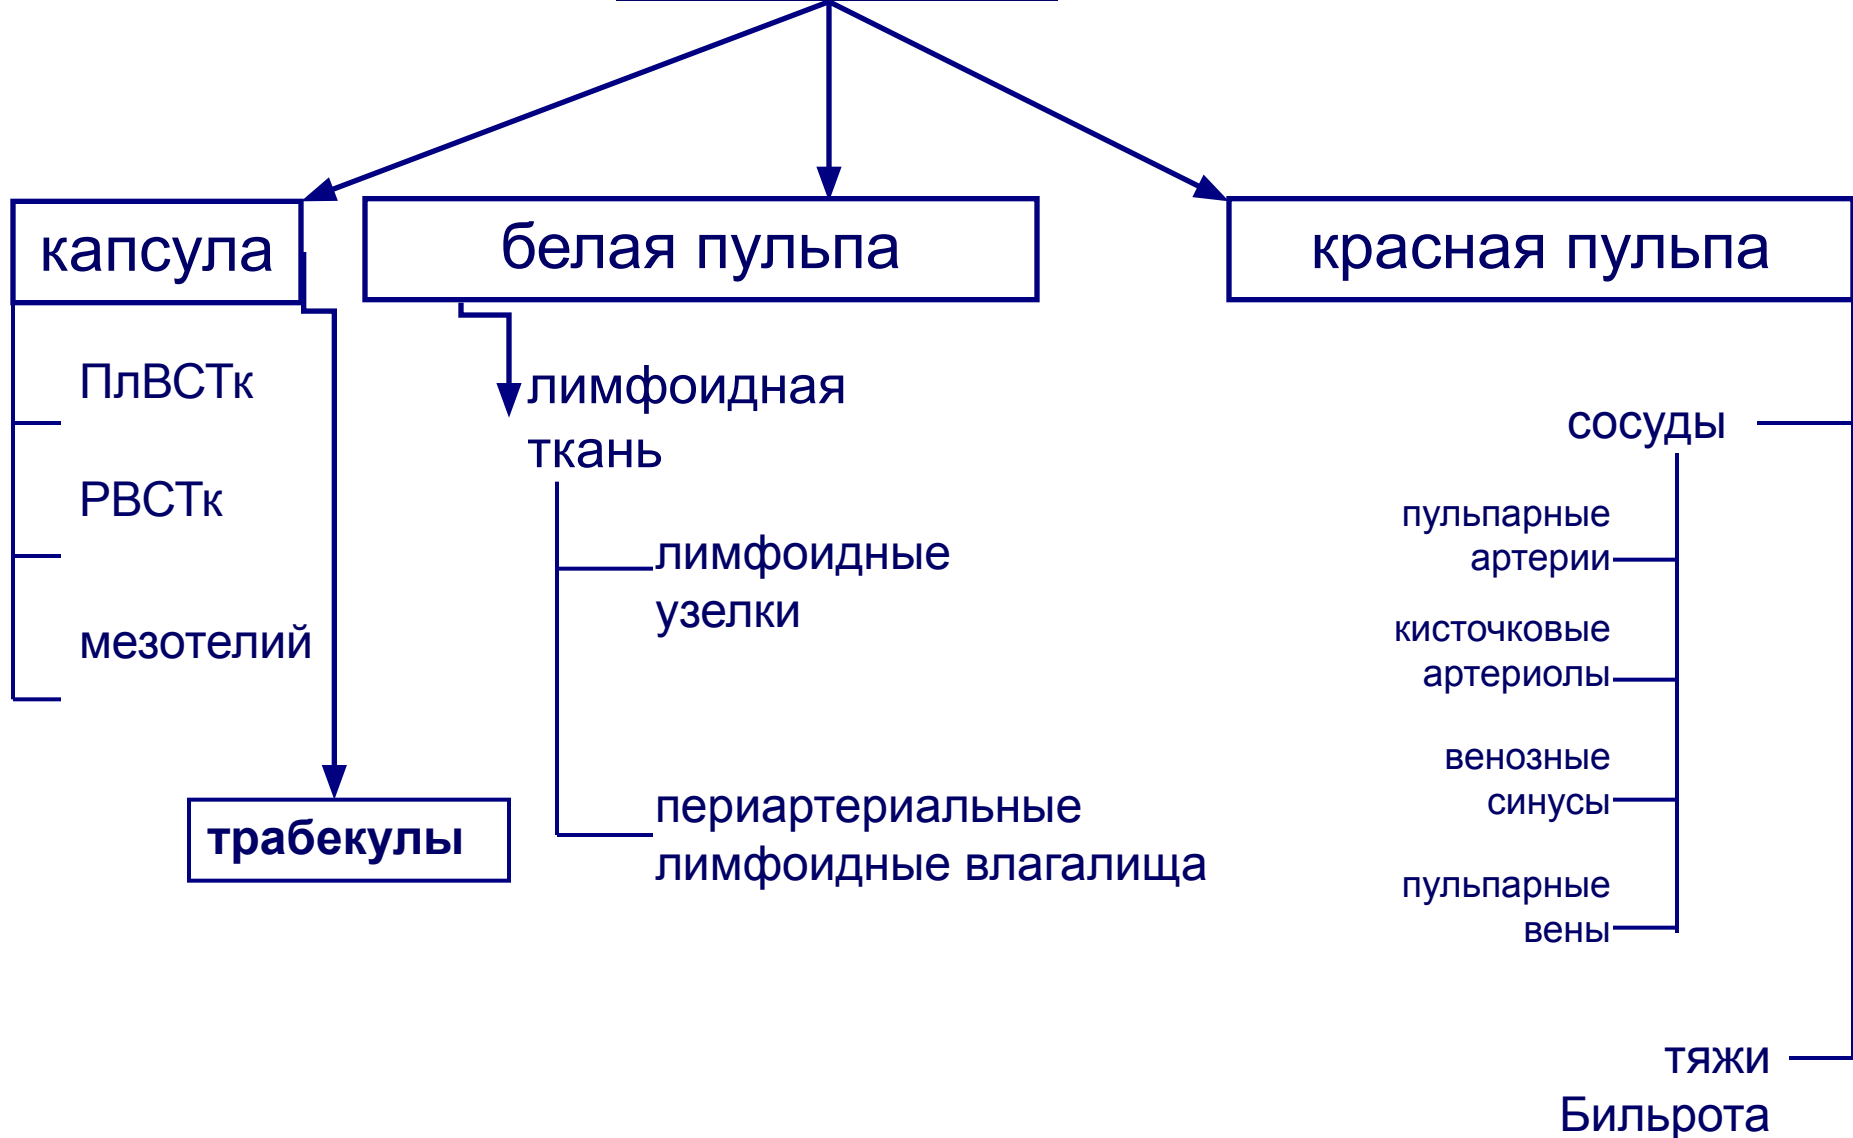 капсула
белая пульпа
красная пульпа
ПлВСТк
РВСТк
мезотелий
трабекулы
лимфоидная
ткань
лимфоидные
узелки
периартериальные
лимфоидные влагалища
сосуды
пульпарные
артерии
кисточковые
артериолы
венозные
синусы
пульпарные
вены
тяжи
Бильрота